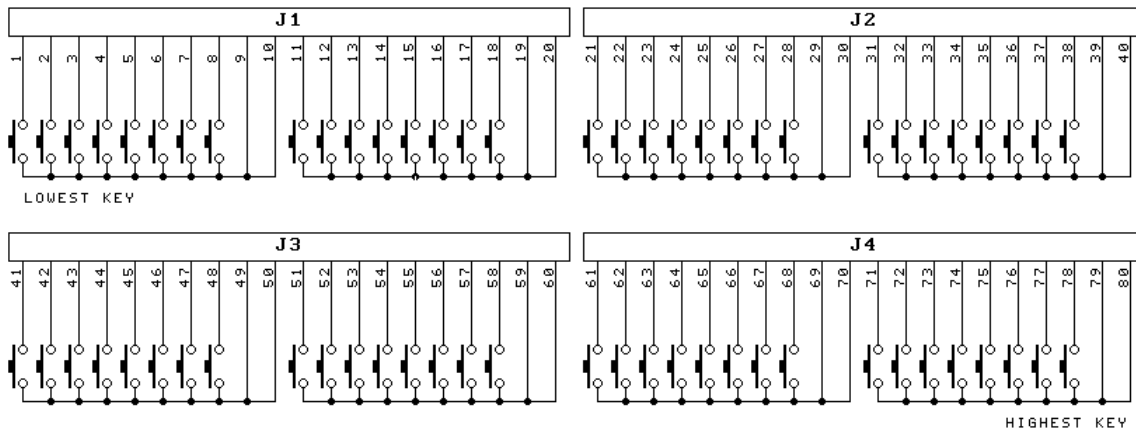 J1 J2
1 2 3 4 5 6 7 8 9 10 11 12 13 14 15 16 17 18 19 20 21 22 23 24 25 26 27 28 29 30 31 32 33 34 35 36 37 38 39 40
LOWEST KEY
J3 J4
41 42 43 44 45 46 47 48 49 50 51 52 53 54 55 56 57 58 59 60 61 62 63 64 65 66 67 68 69 70 71 72 73 74 75 76 77 78 79 80
HIGHEST KEY